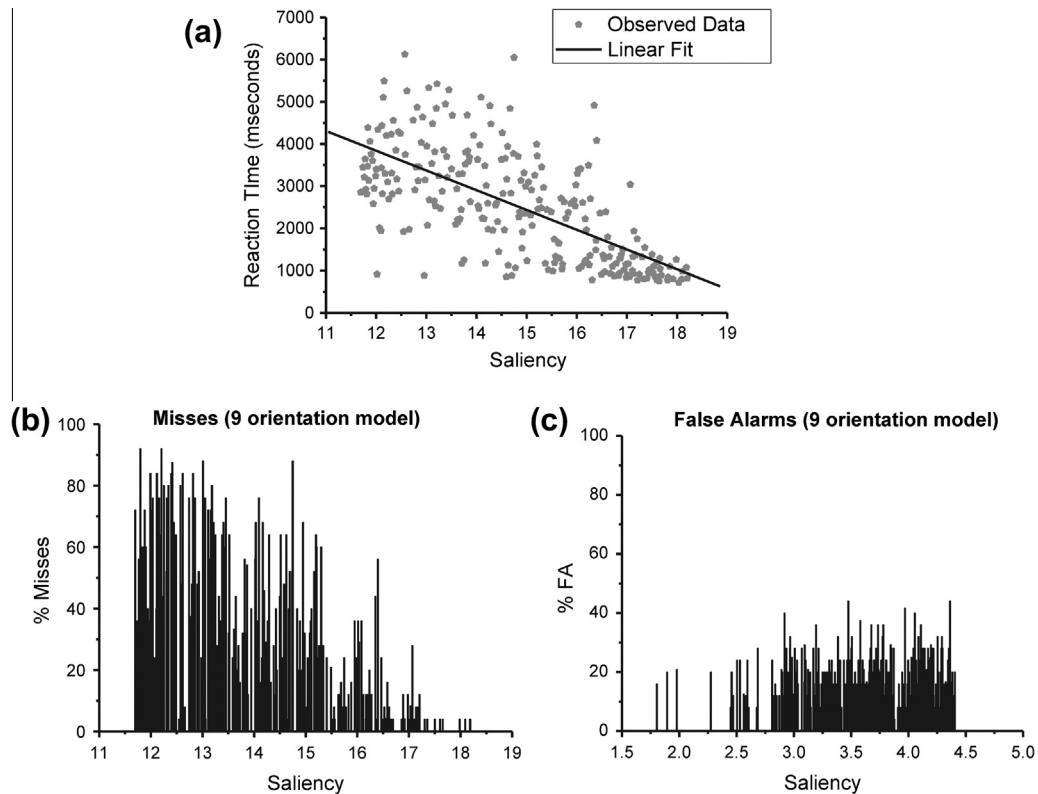 (a)
Observed Data
Linear Fit
Reaction TIme (mseconds)
7000
6000
5000
4000
3000
2000
1000
0
11 12 13 14 15 16 17 18 19
Saliency
(b)
Misses (9 orientation model)
% Misses
100
80
60
40
20
0
11 12 13 14 15 16 17 18 19
Saliency
(c)
False Alarms (9 orientation model)
% FA
100
80
60
40
20
0
1.5 2.0 2.5 3.0 3.5 4.0 4.5 5.0
Saliency